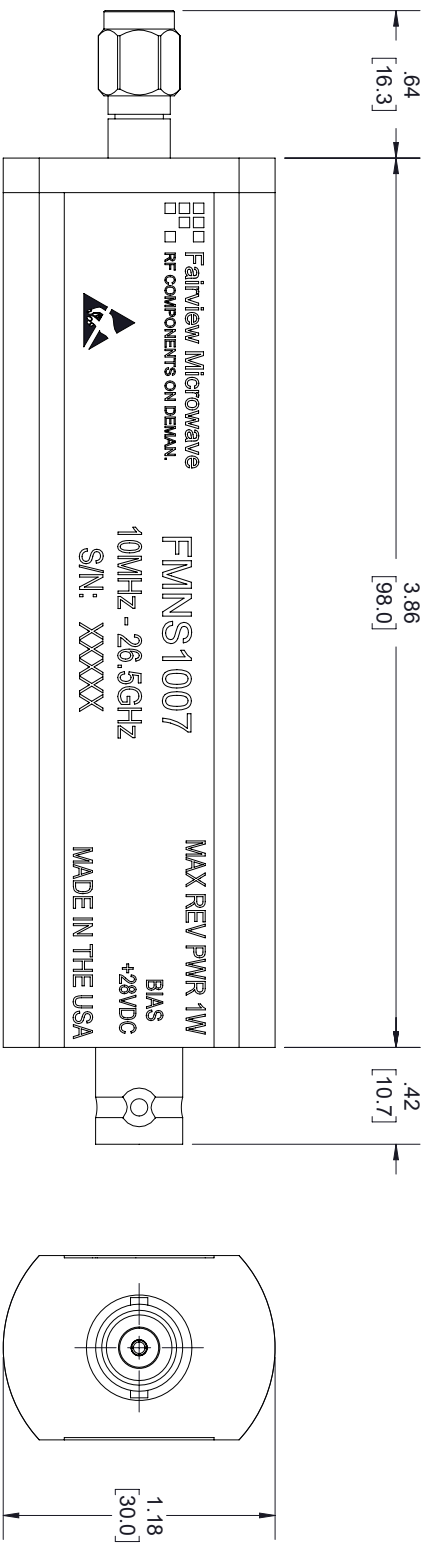 .64
[16.3]
3.86
[98.0]
.42
[10.7]
Fairview Microwave
RF COMPONENTS ON DEMAN.
FMNS1007
10MHz - 26.5GHz
S/N: XXXXX
MAX REV PWR 1W
BIAS
+28VDC
MADE IN THE USA
1.18
[30.0]